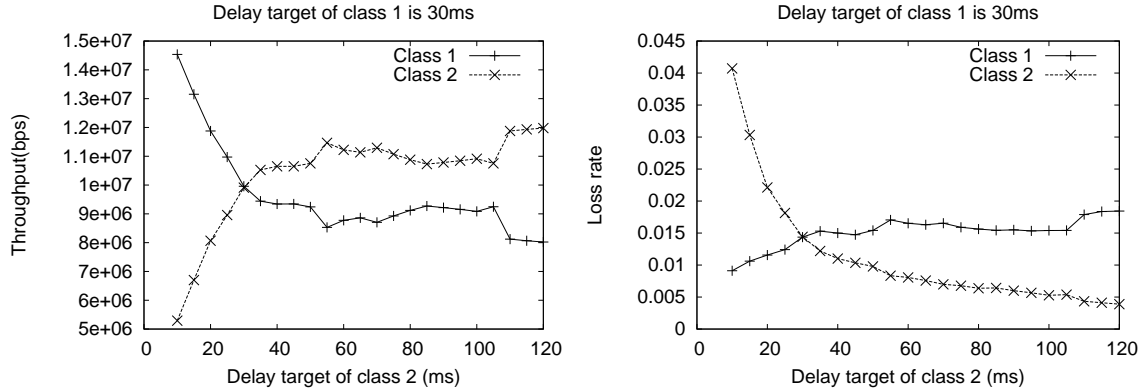 Delay target of class 1 is 30ms
1.5e+07
1.4e+07
1.3e+07
1.2e+07
1.1e+07
1e+07
9e+06
8e+06
7e+06
6e+06
5e+06
Throughput(bps)
Class 1
Class 2
0 20 40 60 80 100 120
Delay target of class 2 (ms)
Delay target of class 1 is 30ms
0.045
0.04
0.035
0.03
0.025
0.02
0.015
0.01
0.005
0
Loss rate
Class 1
Class 2
0 20 40 60 80 100 120
Delay target of class 2 (ms)